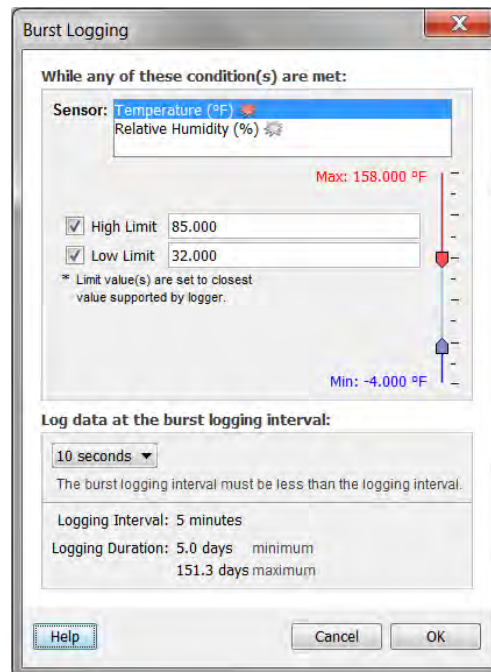 Burst Logging
While any of these condition(s) are met:
Sensor: Temperature (ºF)
Relative Humidity (%)
Max: 158.000 ºF
High Limit 85.000
Low Limit 32.000
* Limit value(s) are set to closest
value supported by logger.
Min: -4.000 ºF
Log data at the burst logging interval:
10 seconds
The burst logging interval must be less than the logging interval.
Logging Interval: 5 minutes
Logging Duration: 5.0 days minimum
151.3 days maximum
Help Cancel OK